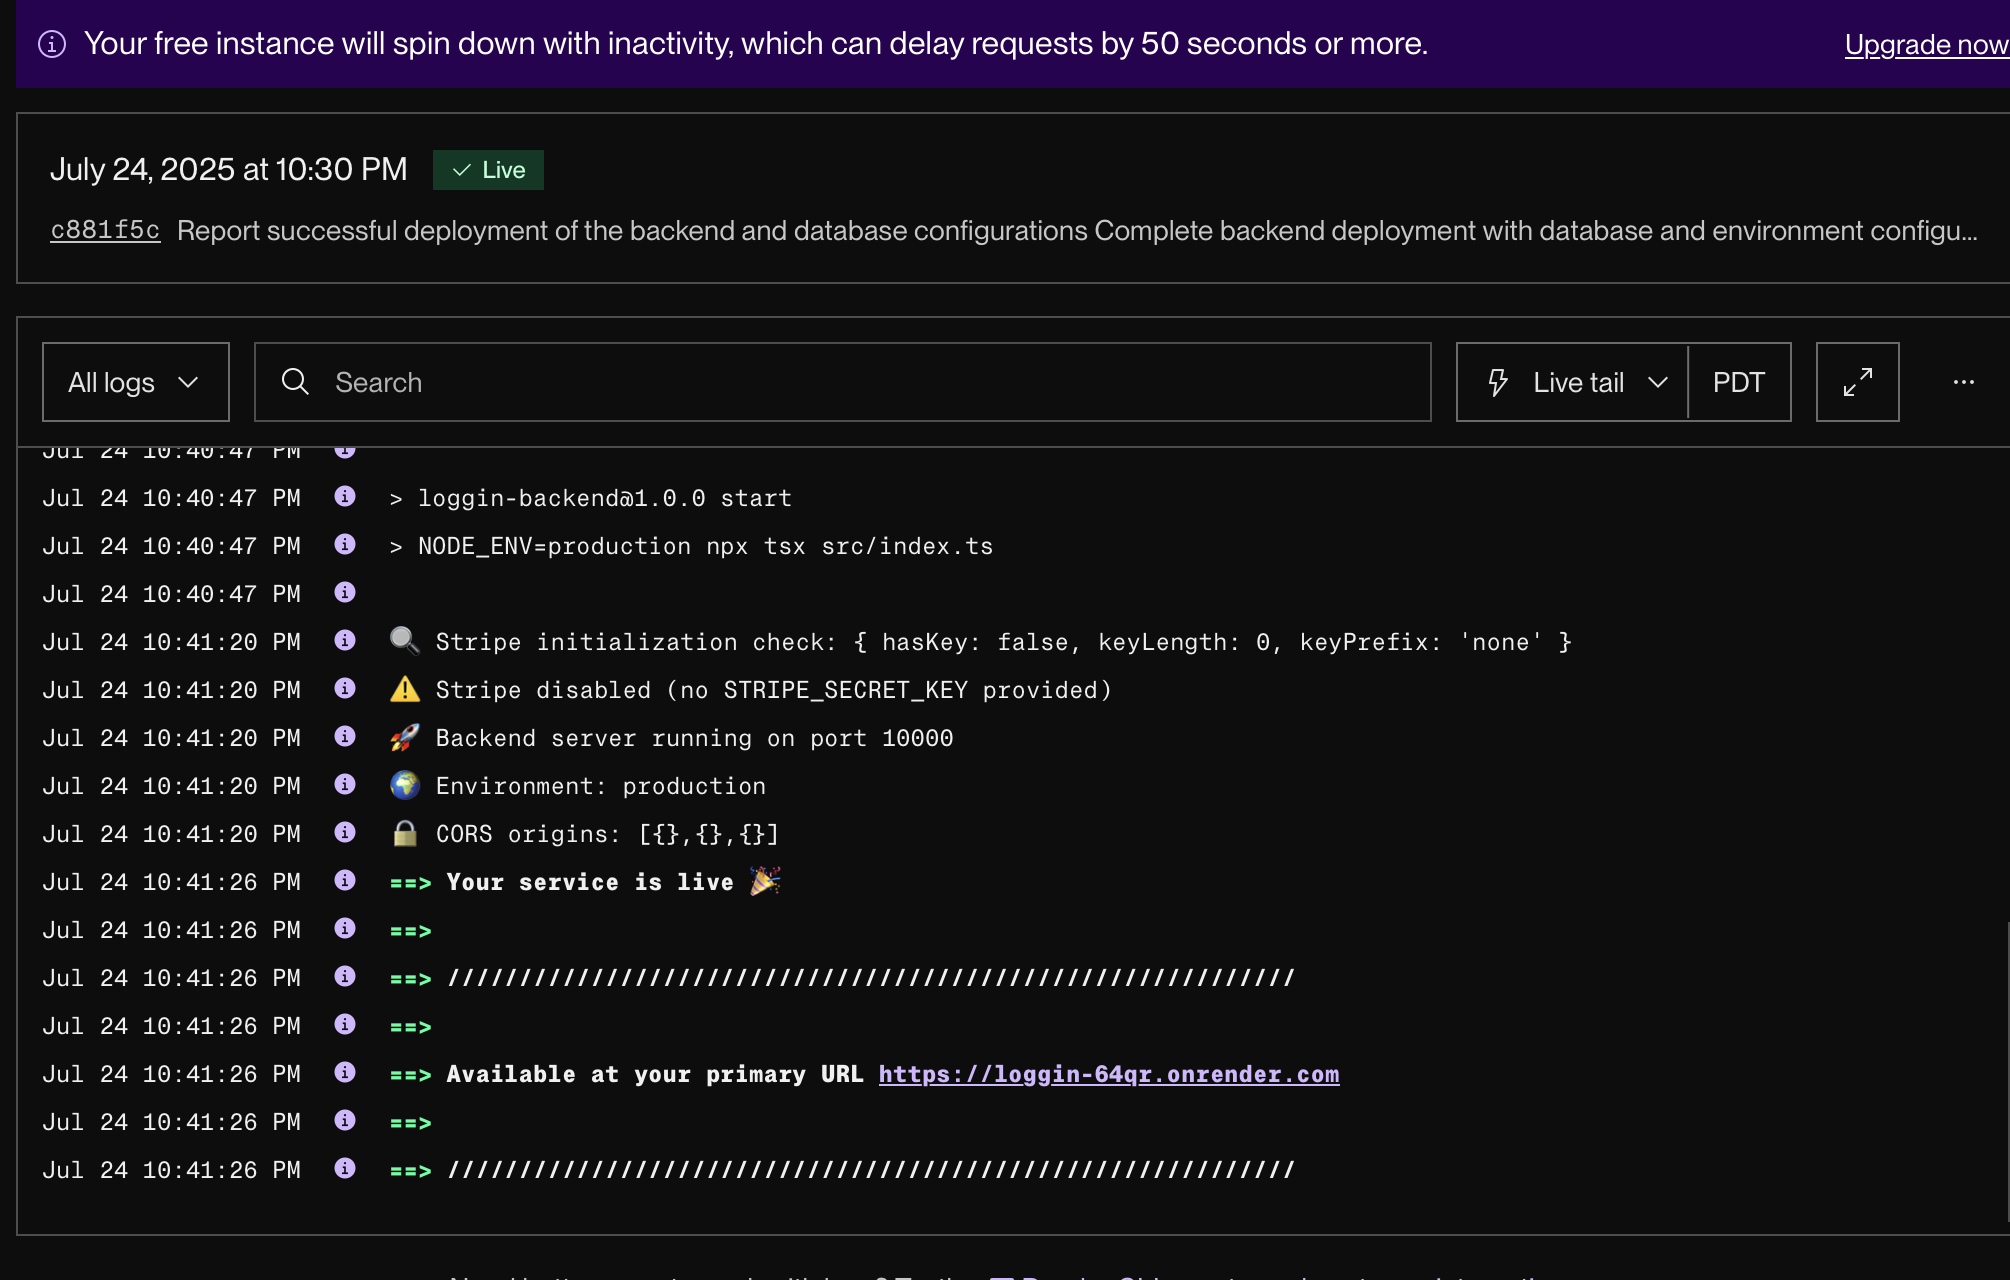 Your free instance will spin down with inactivity, which can delay requests by 50 seconds or more. Upgrade now
July 24, 2025 at 10:30 PM Live
c881f5c Report successful deployment of the backend and database configurations Complete backend deployment with database and environment configu...
All logs Search Live tail PDT
Jul 24 10:40:47 PM
Jul 24 10:40:47 PM > loggin-backend@1.0.0 start
Jul 24 10:40:47 PM > NODE_ENV=production npx tsx src/index.ts
Jul 24 10:40:47 PM
Jul 24 10:41:20 PM 🔍 Stripe initialization check: { hasKey: false, keyLength: 0, keyPrefix: 'none' }
Jul 24 10:41:20 PM ⚠️ Stripe disabled (no STRIPE_SECRET_KEY provided)
Jul 24 10:41:20 PM 🚀 Backend server running on port 10000
Jul 24 10:41:20 PM 🌍 Environment: production
Jul 24 10:41:20 PM 🔒 CORS origins: [{},{},{}]
Jul 24 10:41:26 PM ==> Your service is live 🎉
Jul 24 10:41:26 PM ==>
Jul 24 10:41:26 PM ==> ///////////////////////////////////////////////////////////
Jul 24 10:41:26 PM ==>
Jul 24 10:41:26 PM ==> Available at your primary URL https://loggin-64qr.onrender.com
Jul 24 10:41:26 PM ==>
Jul 24 10:41:26 PM ==> ///////////////////////////////////////////////////////////